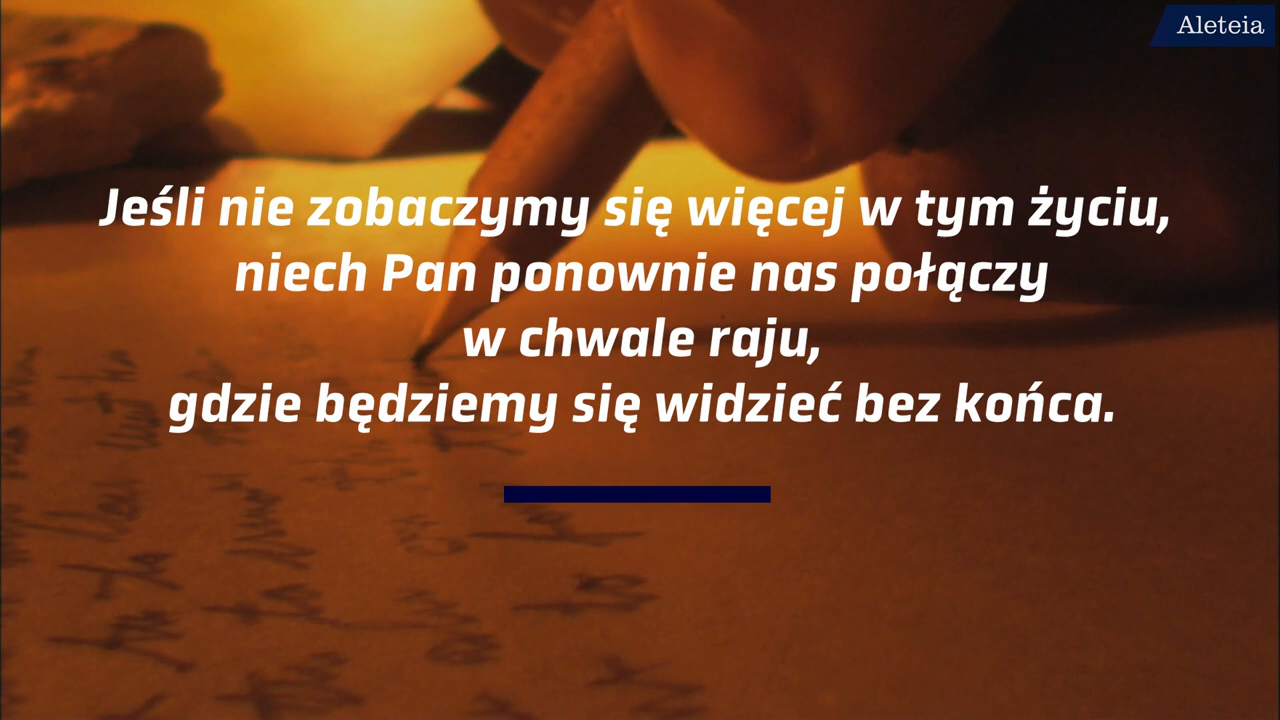 Aleteia
Jeśli nie zobaczymy się więcej w tym życiu,
niech Pan ponownie nas połączy
w chwale raju,
gdzie będziemy się widzieć bez końca.